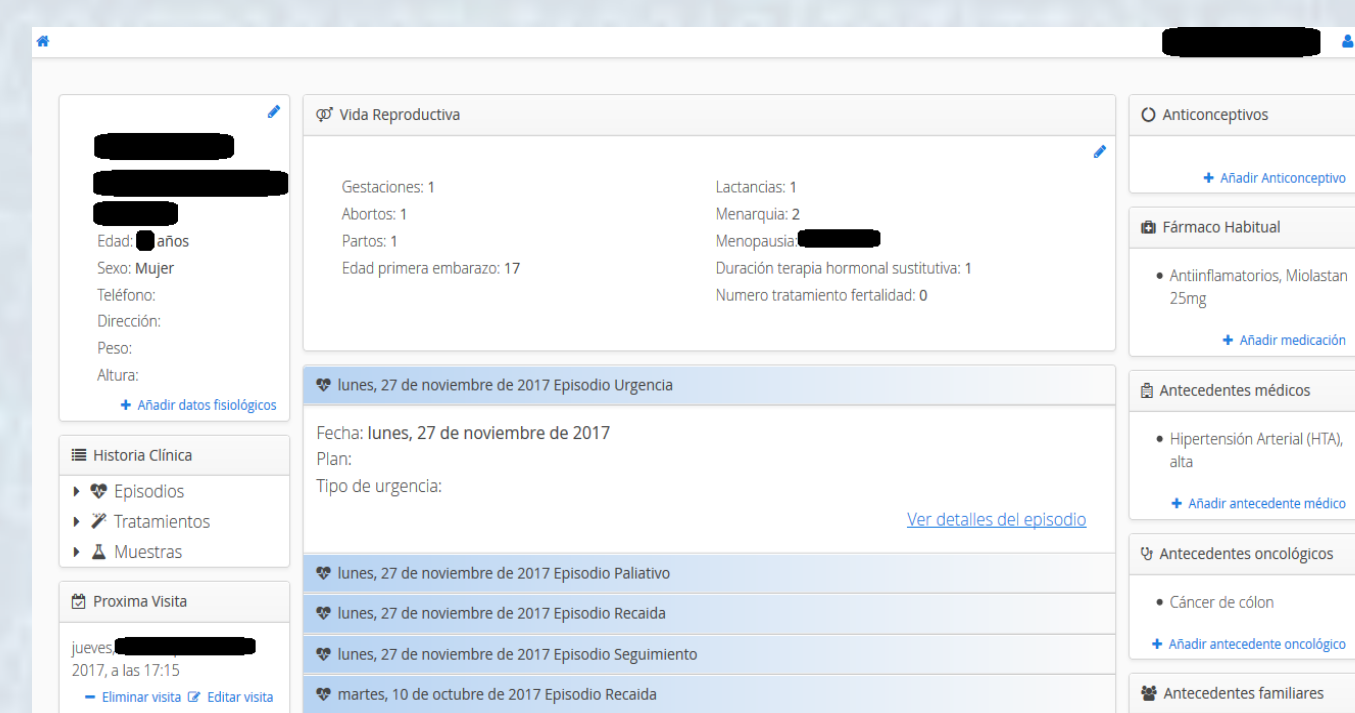 Edad: años
Sexo: Mujer
Teléfono:
Dirección:
Peso:
Altura:
+ Añadir datos fisiológicos
Historia Clínica
Episodios
Tratamientos
Muestras
Proxima Visita
jueves,
2017, a las 17:15
− Eliminar visita Editar visita
Vida Reproductiva
Gestaciones: 1
Abortos: 1
Partos: 1
Edad primera embarazo: 17
Lactancias: 1
Menarquia: 2
Menopausia:
Duración terapia hormonal sustitutiva: 1
Numero tratamiento fertalidad: 0
lunes, 27 de noviembre de 2017 Episodio Urgencia
Fecha: lunes, 27 de noviembre de 2017
Plan:
Tipo de urgencia:
Ver detalles del episodio
lunes, 27 de noviembre de 2017 Episodio Paliativo
lunes, 27 de noviembre de 2017 Episodio Recaida
lunes, 27 de noviembre de 2017 Episodio Seguimiento
martes, 10 de octubre de 2017 Episodio Recaida
Anticonceptivos
+ Añadir Anticonceptivo
Fármaco Habitual
• Antiinflamatorios, Miolastan
25mg
+ Añadir medicación
Antecedentes médicos
• Hipertensión Arterial (HTA),
alta
+ Añadir antecedente médico
Antecedentes oncológicos
• Cáncer de cólon
+ Añadir antecedente oncológico
Antecedentes familiares